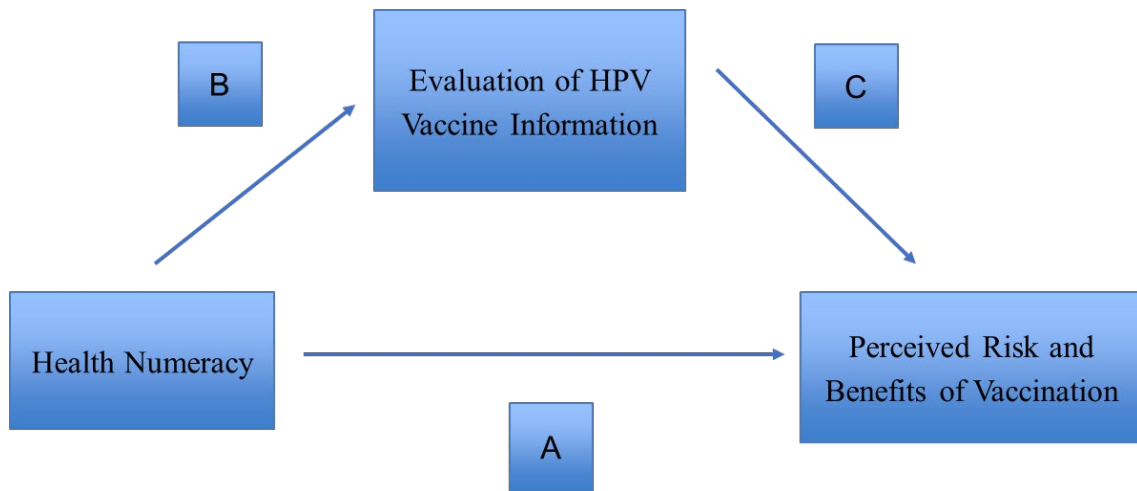 B
Evaluation of HPV
Vaccine Information
C
Health Numeracy
Perceived Risk and
Benefits of Vaccination
A